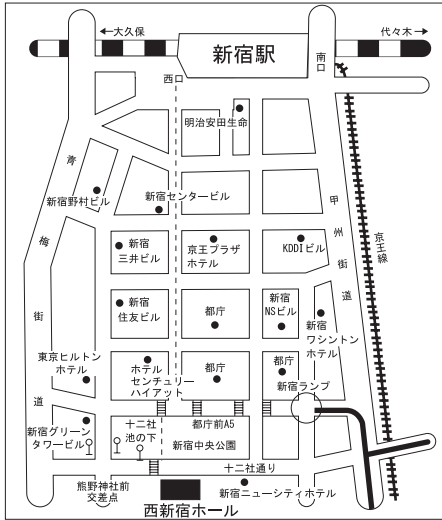 ←大久保
代々木→
新宿駅
南口
西口
明治安田生命
青梅街道
新宿野村ビル
新宿センタービル
甲州街道
京王線
新宿
三井ビル
京王プラザ
ホテル
KDDIビル
新宿
住友ビル
都庁
新宿
NSビル
新宿
ワシントン
ホテル
東京ヒルトン
ホテル
ホテル
センチュリー
ハイアット
都庁
都庁
新宿ランプ
新宿グリーン
タワービル
十二社
池の下
都庁前A5
新宿中央公園
十二社通り
熊野神社前
交差点
新宿ニューシティホテル
西新宿ホール